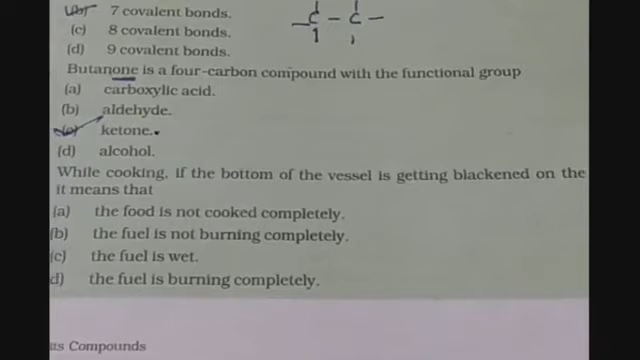 (b) 7 covalent bonds.
(c) 8 covalent bonds.
(d) 9 covalent bonds.
– C – C –
Butanone is a four-carbon compound with the functional group
(a) carboxylic acid.
(b) aldehyde.
(c) ketone.
(d) alcohol.
While cooking, if the bottom of the vessel is getting blackened on the
it means that
(a) the food is not cooked completely.
(b) the fuel is not burning completely.
(c) the fuel is wet.
d) the fuel is burning completely.
Compounds